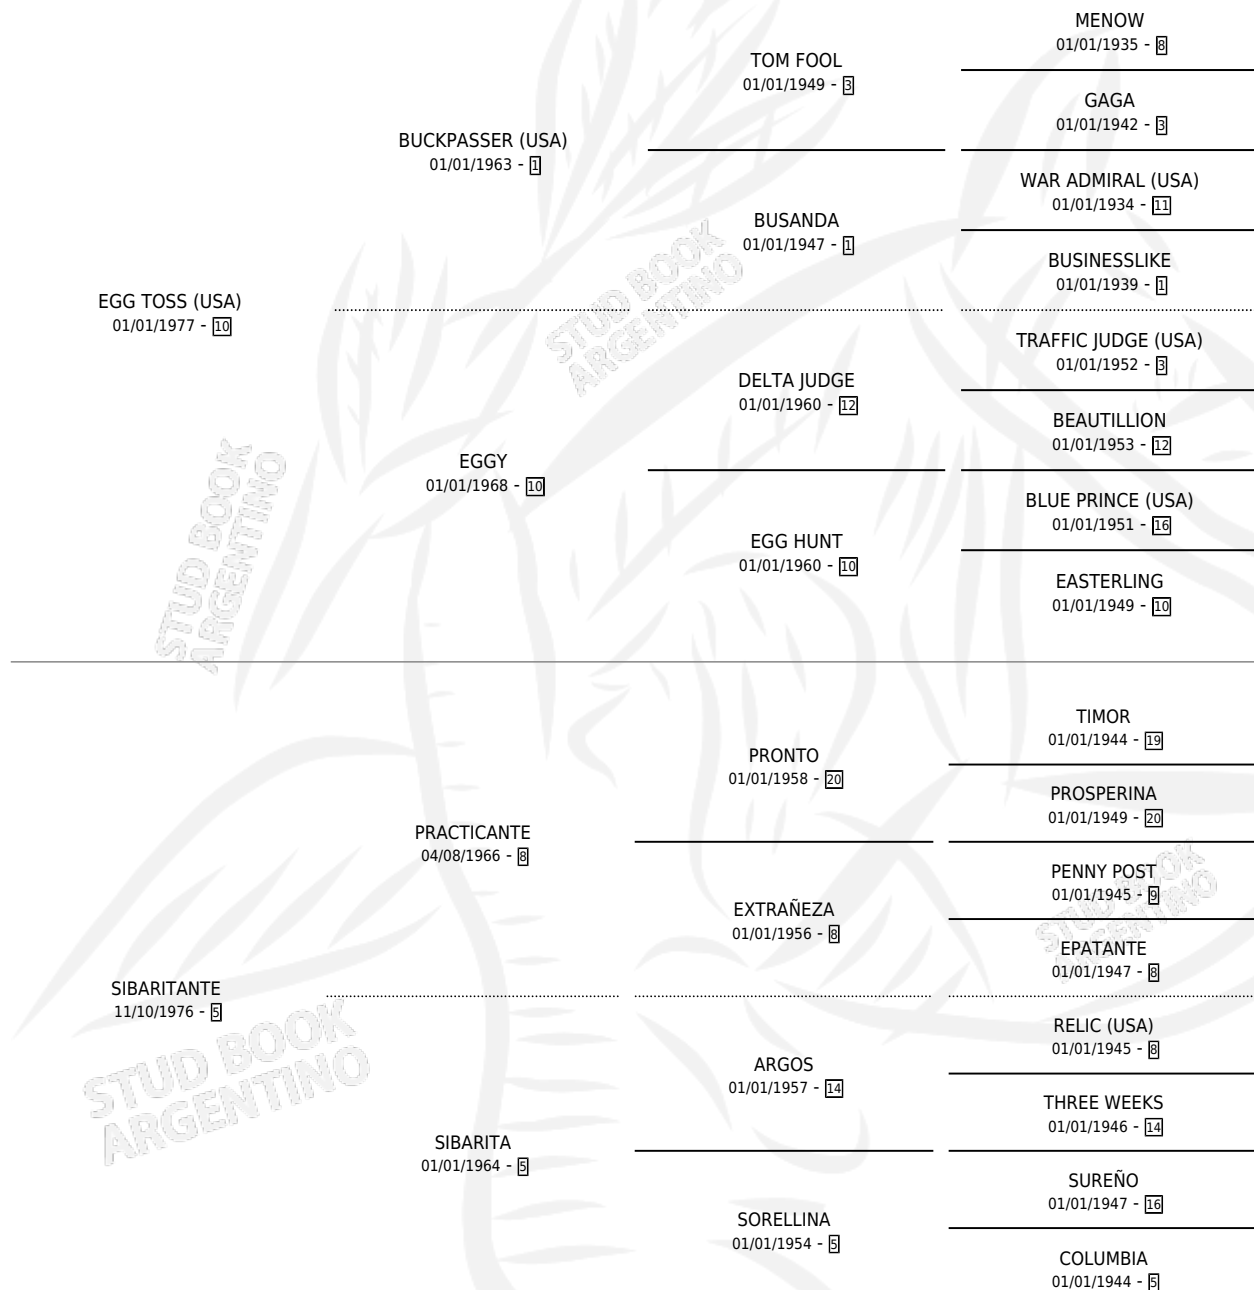 MENOW
01/01/1935 - 8
TOM FOOL
01/01/1949 - 3
GAGA
01/01/1942 - 3
BUCKPASSER (USA)
01/01/1963 - 1
WAR ADMIRAL (USA)
01/01/1934 - 11
BUSANDA
01/01/1947 - 1
BUSINESSLIKE
01/01/1939 - 1
EGG TOSS (USA)
01/01/1977 - 10
TRAFFIC JUDGE (USA)
01/01/1952 - 3
DELTA JUDGE
01/01/1960 - 12
BEAUTILLION
01/01/1953 - 12
EGGY
01/01/1968 - 10
BLUE PRINCE (USA)
01/01/1951 - 16
EGG HUNT
01/01/1960 - 10
EASTERLING
01/01/1949 - 10
TIMOR
01/01/1944 - 19
PRONTO
01/01/1958 - 20
PROSPERINA
01/01/1949 - 20
PRACTICANTE
04/08/1966 - 8
PENNY POST
01/01/1945 - 9
EXTRAÑEZA
01/01/1956 - 8
EPATANTE
01/01/1947 - 8
SIBARITANTE
11/10/1976 - 5
RELIC (USA)
01/01/1945 - 8
ARGOS
01/01/1957 - 14
THREE WEEKS
01/01/1946 - 14
SIBARITA
01/01/1964 - 5
SUREÑO
01/01/1947 - 16
SORELLINA
01/01/1954 - 5
COLUMBIA
01/01/1944 - 5
STUD BOOK
ARGENTINO
STUD BOOK
ARGENTINO
STUD BOOK
ARGENTINO
STUD BOOK
ARGENTINO